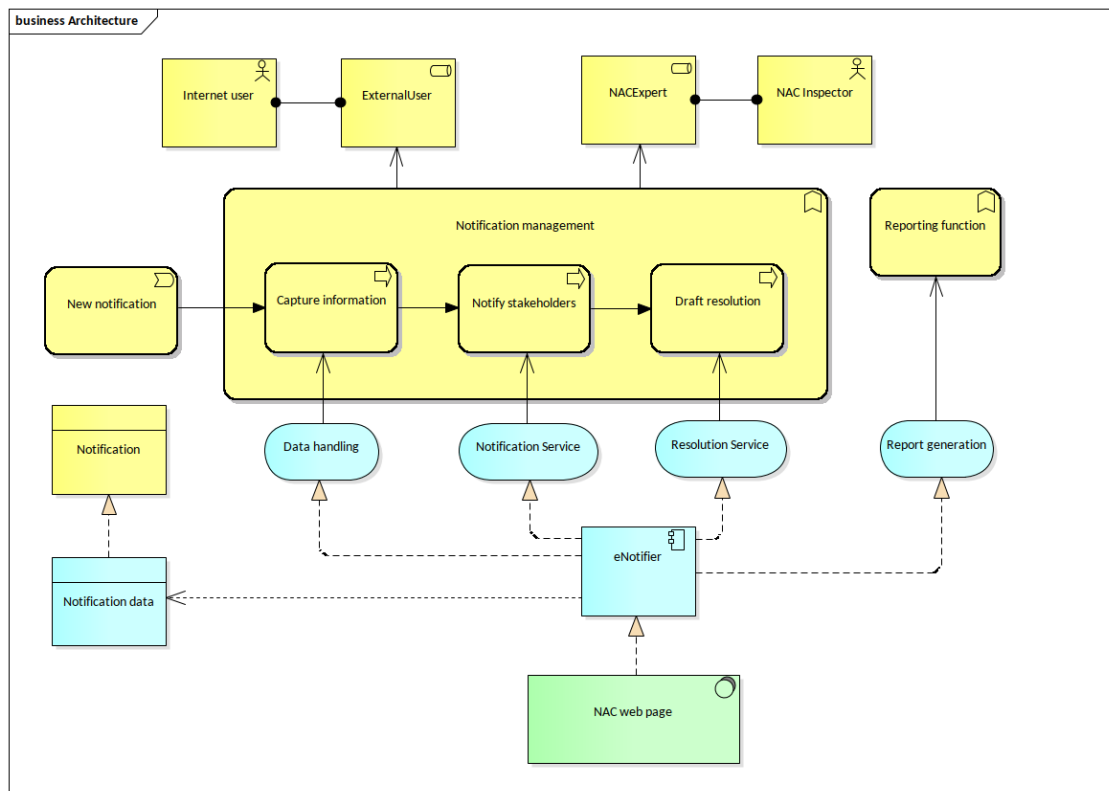 business Architecture
Internet user
ExternalUser
NACExpert
NAC Inspector
Notification management
Reporting function
New notification
Capture information
Notify stakeholders
Draft resolution
Notification
Data handling
Notification Service
Resolution Service
Report generation
eNotifier
Notification data
NAC web page